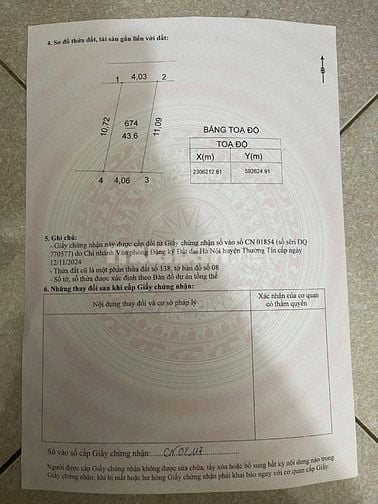 4. Sơ đồ thửa đất, tài sản gắn liền với đất:
1 4,03 2
10,72
674
43.6
11,09
4 4,06 3
B
BẢNG TOẠ ĐỘ
TOẠ ĐỘ
X(m) Y(m)
2308212.81 592624.91
5. Ghi chú:
- Giấy chứng nhận này được cấp đổi từ Giấy chứng nhận số vào sổ CN 01854 (số sêri DQ
770577) do Chi nhánh Văn phòng Đăng ký Đất đai Hà Nội huyện Thường Tín cấp ngày
12/11/2024
- Thửa đất cũ là một phần thửa đất số 138, tờ bản đồ số 08
- Số tờ, số thửa được xác định theo Bản đồ dự án tổng thể
6. Những thay đổi sau khi cấp Giấy chứng nhận:
Nội dung thay đổi và cơ sở pháp lý
Xác nhận của cơ quan
có thẩm quyền
Số vào sổ cấp Giấy chứng nhận:
Người được cấp Giấy chứng nhận không được sửa chữa, tẩy xóa hoặc bổ sung bất kỳ nội dung nào trong
Giấy chứng nhận; khi bị mất hoặc hư hỏng Giấy chứng nhận phải khai báo ngay với cơ quan cấp Giấy.